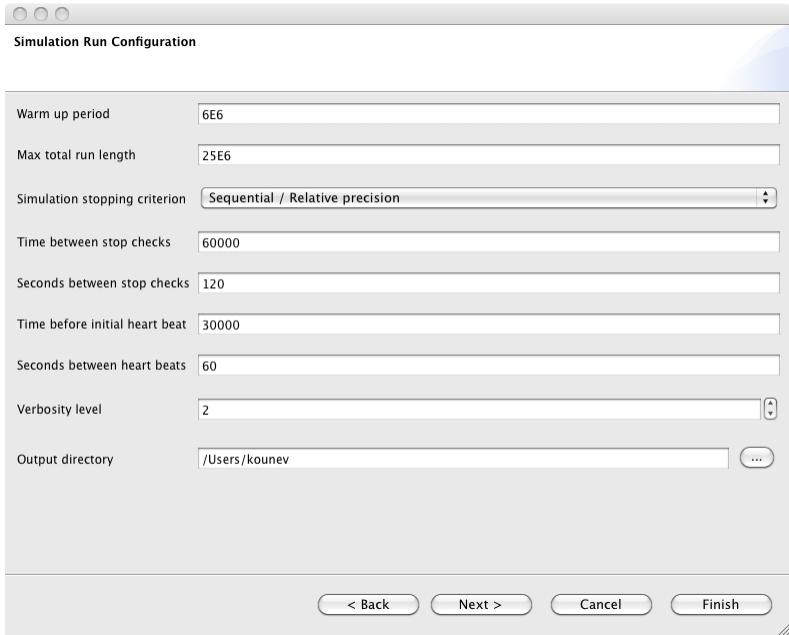 Simulation Run Configuration
Warm up period 6E6
Max total run length 25E6
Simulation stopping criterion Sequential / Relative precision
Time between stop checks 60000
Seconds between stop checks 120
Time before initial heart beat 30000
Seconds between heart beats 60
Verbosity level 2
Output directory /Users/kounev ...
< Back Next > Cancel Finish